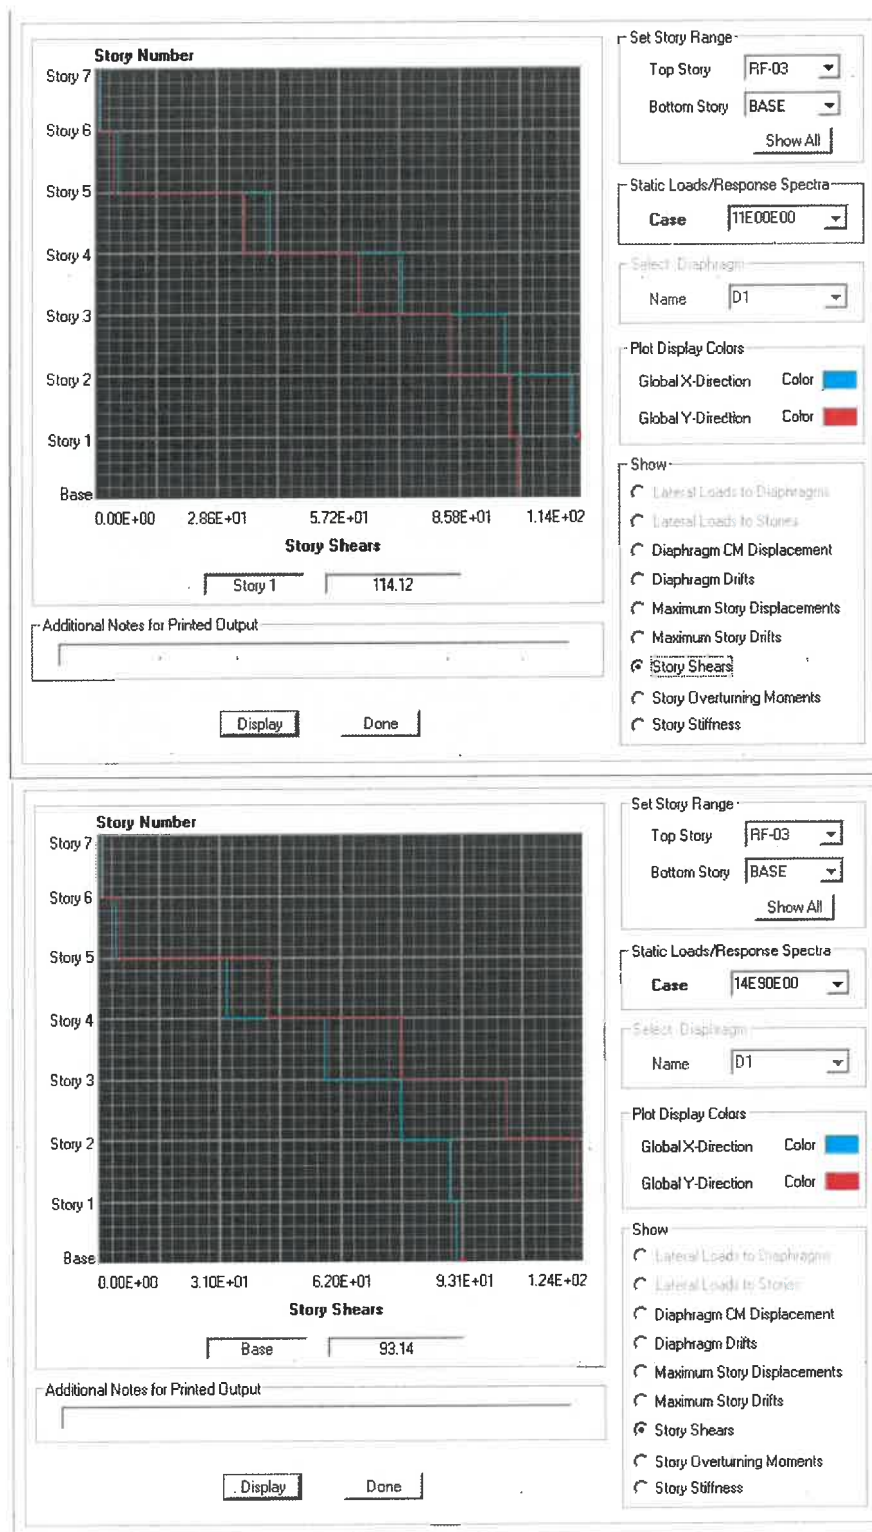 Story Number
Story 7
Story 6
Story 5
Story 4
Story 3
Story 2
Story 1
Base
0.00E+00 2.86E+01 5.72E+01 8.58E+01 1.14E+02
Story Shears
Story 1 114.12
Additional Notes for Printed Output
Display Done
Set Story Range
Top Story RF-03
Bottom Story BASE
Show All
Static Loads/Response Spectra
Case 11E00E00
Select Diaphragm
Name D1
Plot Display Colors
Global X-Direction Color
Global Y-Direction Color
Show
Lateral Loads to Diaphragms
Lateral Loads to Stories
Diaphragm CM Displacement
Diaphragm Drifts
Maximum Story Displacements
Maximum Story Drifts
Story Shears
Story Overturning Moments
Story Stiffness
Story Number
Story 7
Story 6
Story 5
Story 4
Story 3
Story 2
Story 1
Base
0.00E+00 3.10E+01 6.20E+01 9.31E+01 1.24E+02
Story Shears
Base 93.14
Additional Notes for Printed Output
Display Done
Set Story Range
Top Story RF-03
Bottom Story BASE
Show All
Static Loads/Response Spectra
Case 14E90E00
Select Diaphragm
Name D1
Plot Display Colors
Global X-Direction Color
Global Y-Direction Color
Show
Lateral Loads to Diaphragms
Lateral Loads to Stories
Diaphragm CM Displacement
Diaphragm Drifts
Maximum Story Displacements
Maximum Story Drifts
Story Shears
Story Overturning Moments
Story Stiffness